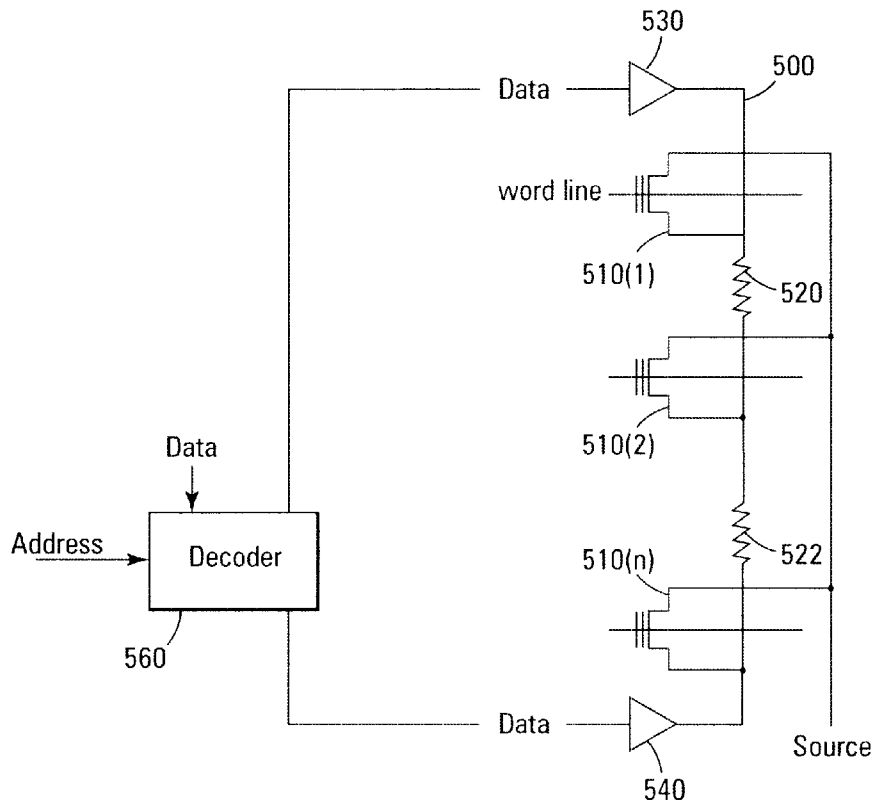 530
500
Data
word line
510(1)
520
510(2)
Data
Address
Decoder
510(n)
522
560
Data
Source
540